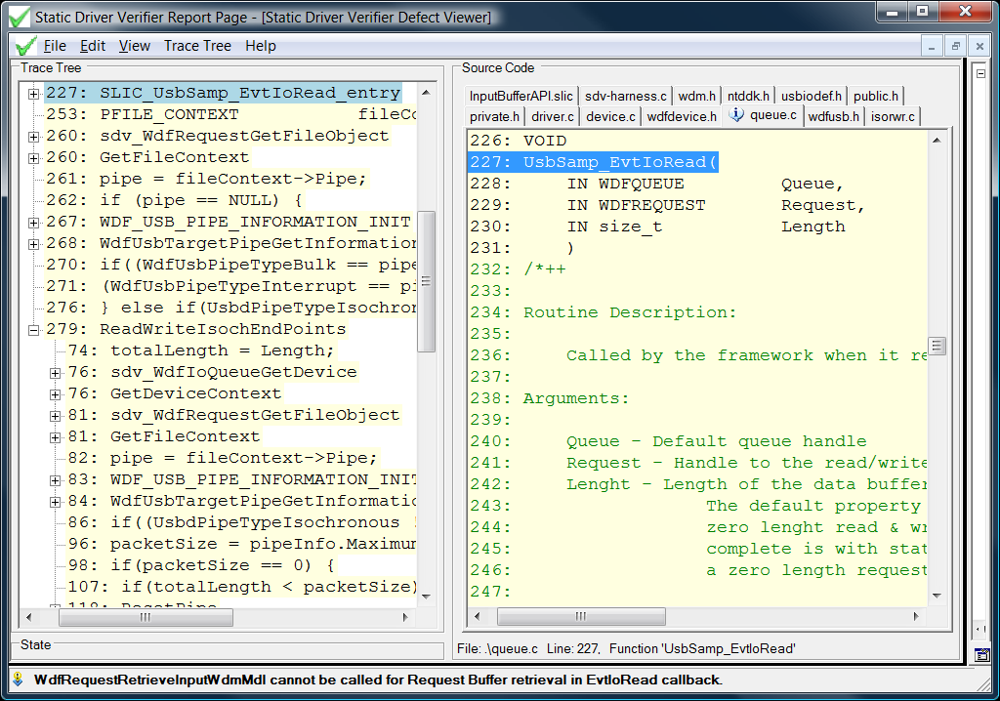 Static Driver Verifier Report Page - [Static Driver Verifier Defect Viewer]
File Edit View Trace Tree Help
Trace Tree
227: SLIC_UsbSamp_EvtIoRead_entry
253: PFILE_CONTEXT fileCo
260: sdv_WdfRequestGetFileObject
260: GetFileContext
261: pipe = fileContext->Pipe;
262: if (pipe == NULL) {
267: WDF_USB_PIPE_INFORMATION_INIT
268: WdfUsbTargetPipeGetInformation
270: if((WdfUsbPipeTypeBulk == pipe
271: (WdfUsbPipeTypeInterrupt == pi
276: } else if(UsbdPipeTypeIsochron
279: ReadWriteIsochEndPoints
74: totalLength = Length;
76: sdv_WdfIoQueueGetDevice
76: GetDeviceContext
81: sdv_WdfRequestGetFileObject
81: GetFileContext
82: pipe = fileContext->Pipe;
83: WDF_USB_PIPE_INFORMATION_INIT
84: WdfUsbTargetPipeGetInformatio
86: if((UsbdPipeTypeIsochronous
96: packetSize = pipeInfo.Maximum
98: if(packetSize == 0) {
107: if(totalLength < packetSize)
118: ResetPipe
State
Source Code
InputBufferAPI.slic sdv-harness.c wdm.h ntddk.h usbiodef.h public.h
private.h driver.c device.c wdfdevice.h queue.c wdfusb.h isorwr.c
226: VOID
227: UsbSamp_EvtIoRead(
228: IN WDFQUEUE Queue,
229: IN WDFREQUEST Request,
230: IN size_t Length
231: )
232: /*++
233:
234: Routine Description:
235:
236: Called by the framework when it re
237:
238: Arguments:
239:
240: Queue - Default queue handle
241: Request - Handle to the read/write
242: Lenght - Length of the data buffer
243: The default property
244: zero lenght read & wr
245: complete is with stat
246: a zero length request
247:
File: .\queue.c Line: 227, Function 'UsbSamp_EvtIoRead'
WdfRequestRetrieveInputWdmMdl cannot be called for Request Buffer retrieval in EvtIoRead callback.